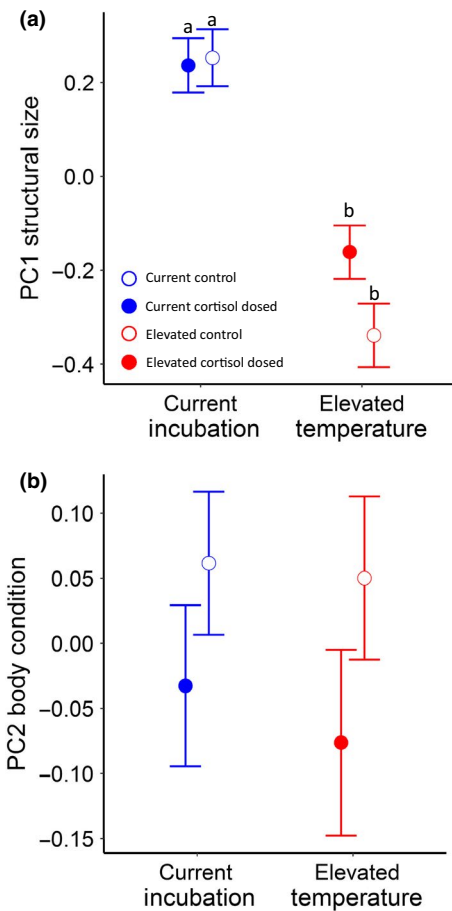 (a)
a a
0.2
0.0
−0.2
−0.4
PC1 structural size
b
b
Current control
Current cortisol dosed
Elevated control
Elevated cortisol dosed
Current Elevated
incubation temperature
(b)
0.10
0.05
0.00
−0.05
−0.10
−0.15
PC2 body condition
Current Elevated
incubation temperature